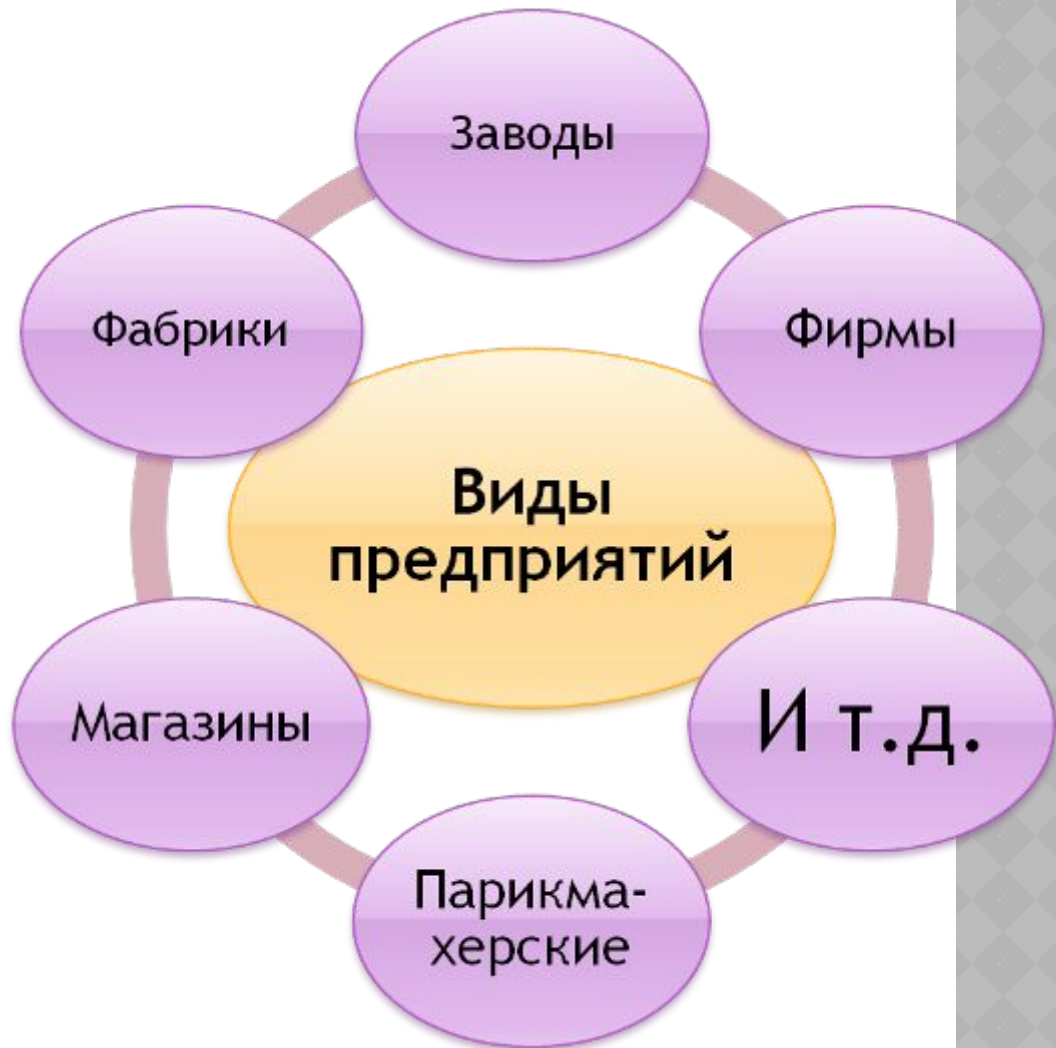 Заводы
Фабрики
Фирмы
Виды
предприятий
Магазины
И т.д.
Парикма-
херские